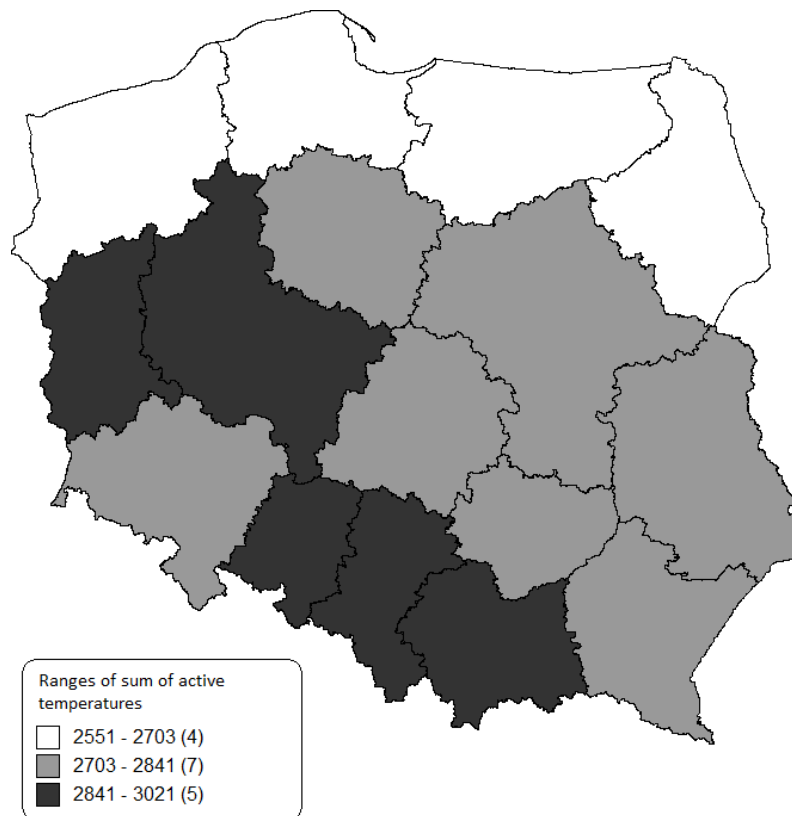 Ranges of sum of active
temperatures
2551 - 2703 (4)
2703 - 2841 (7)
2841 - 3021 (5)